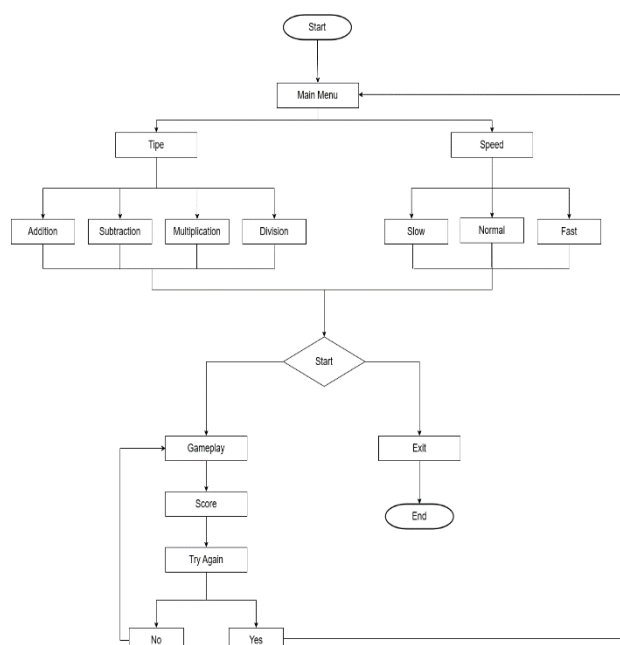 Start
Main Menu
Tipe
Speed
Addition
Subtraction
Multiplication
Division
Slow
Normal
Fast
Start
Gameplay
Exit
Score
End
Try Again
No
Yes